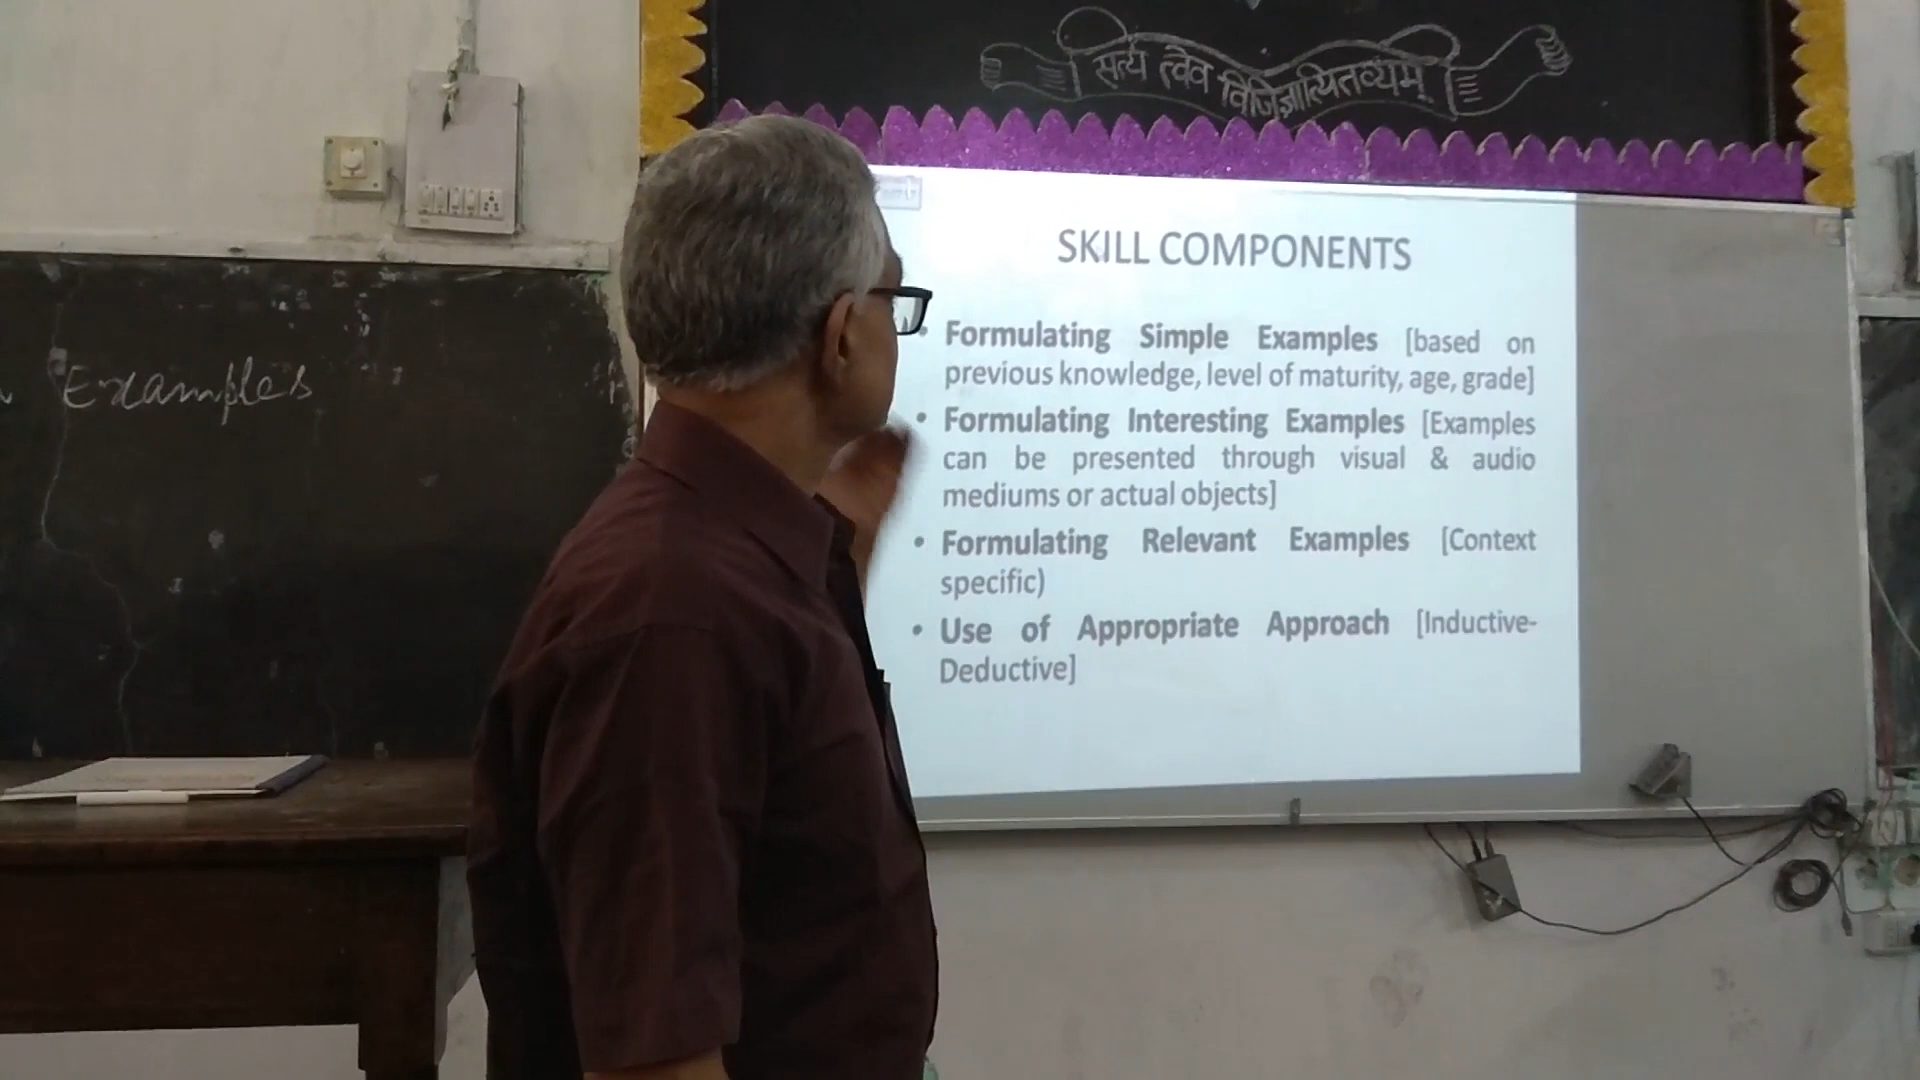 सत्यं त्वेव विजिज्ञासितव्यम्
Examples
SKILL COMPONENTS
• Formulating Simple Examples [based on
previous knowledge, level of maturity, age, grade]
• Formulating Interesting Examples [Examples
can be presented through visual & audio
mediums or actual objects]
• Formulating Relevant Examples [Context
specific)
• Use of Appropriate Approach [Inductive-
Deductive]